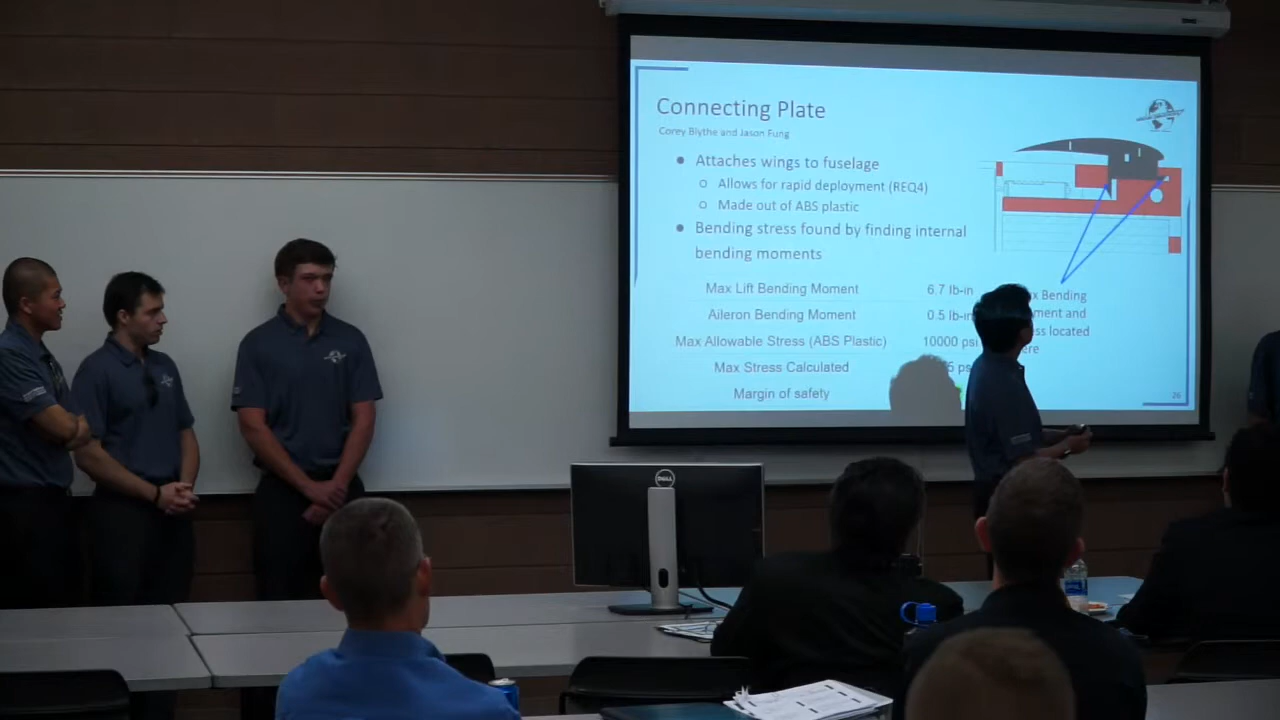 Connecting Plate
Corey Blythe and Jason Fung
● Attaches wings to fuselage
○ Allows for rapid deployment (REQ4)
○ Made out of ABS plastic
● Bending stress found by finding internal
bending moments
Max Lift Bending Moment 6.7 lb-in
Aileron Bending Moment 0.5 lb-in
Max Allowable Stress (ABS Plastic) 10000 psi
Max Stress Calculated
Margin of safety
Bending
and
located
26
DELL